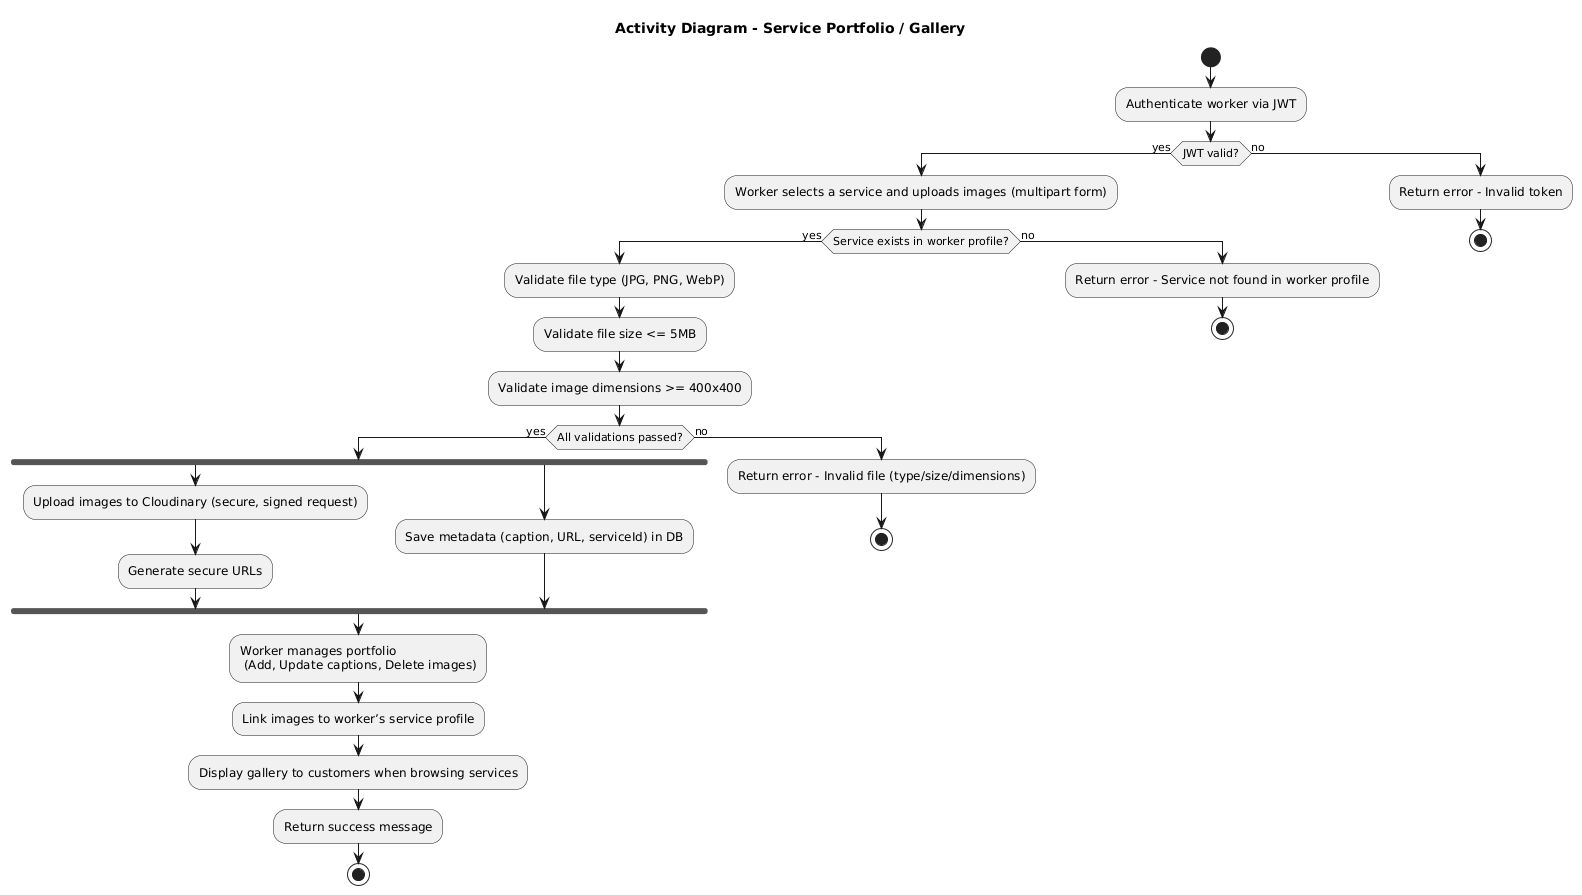 Activity Diagram - Service Portfolio / Gallery
Authenticate worker via JWT
yes
JWT valid?
no
Worker selects a service and uploads images (multipart form)
Return error - Invalid token
yes
Service exists in worker profile?
no
Validate file type (JPG, PNG, WebP)
Return error - Service not found in worker profile
Validate file size <= 5MB
Validate image dimensions >= 400x400
yes
All validations passed?
no
Return error - Invalid file (type/size/dimensions)
Upload images to Cloudinary (secure, signed request)
Save metadata (caption, URL, serviceId) in DB
Generate secure URLs
Worker manages portfolio
(Add, Update captions, Delete images)
Link images to worker’s service profile
Display gallery to customers when browsing services
Return success message